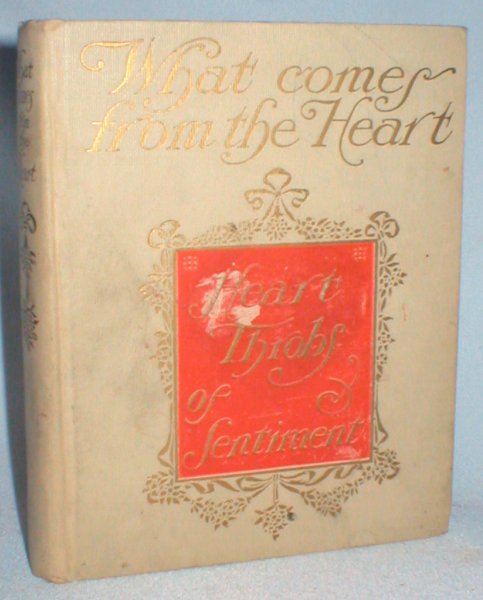 What comes
from the Heart
Heart
Throbs
of
Sentiment